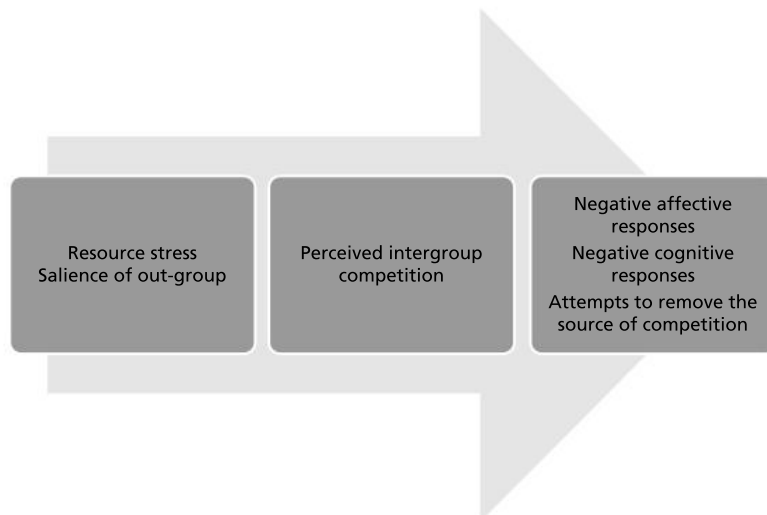 Resource stress
Salience of out-group
Perceived intergroup
competition
Negative affective
responses
Negative cognitive
responses
Attempts to remove the
source of competition